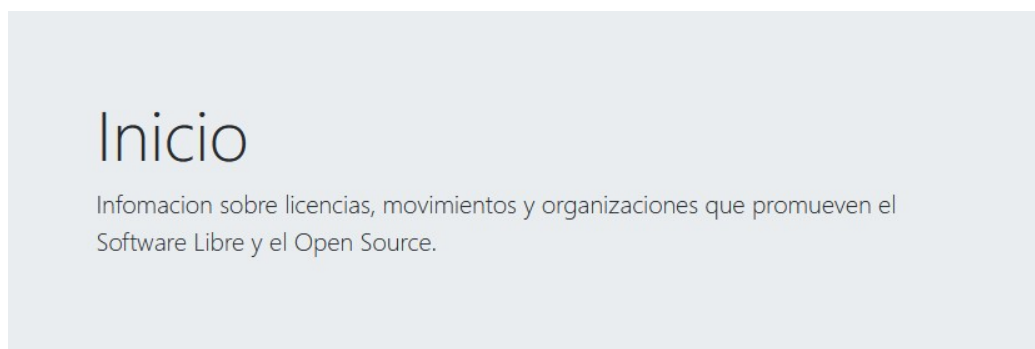 Inicio
Infomacion sobre licencias, movimientos y organizaciones que promueven el
Software Libre y el Open Source.